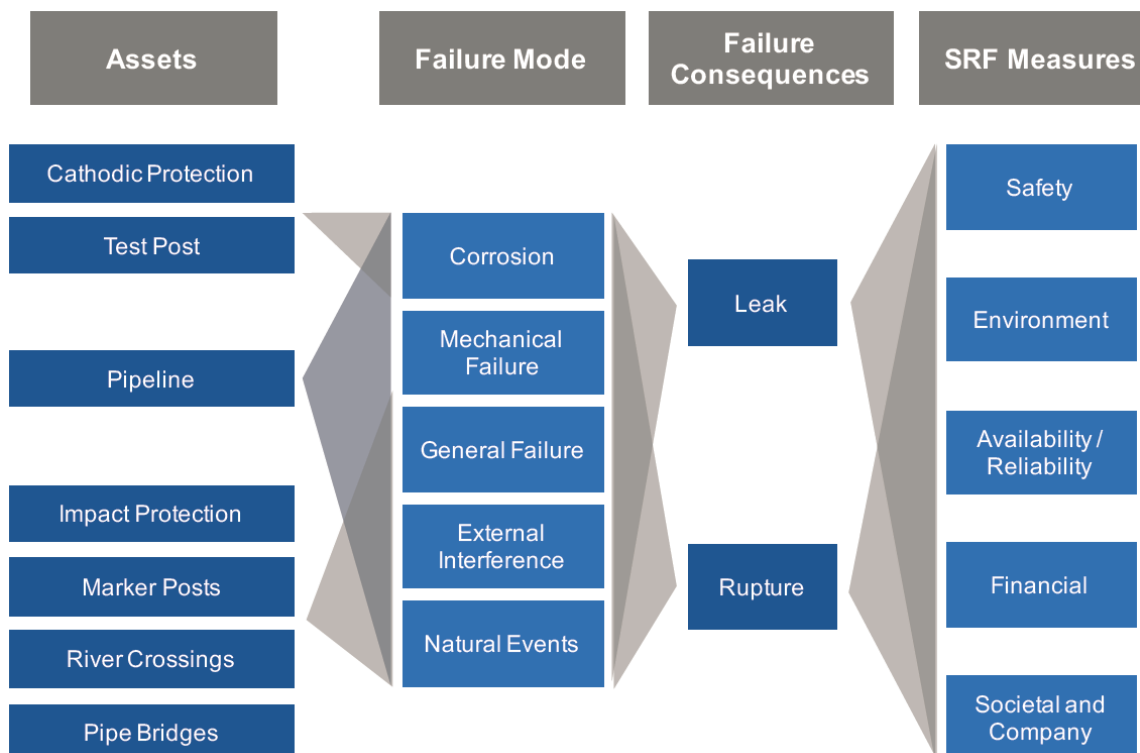 Assets
Failure Mode
Failure
Consequences
SRF Measures
Cathodic Protection
Test Post
Pipeline
Impact Protection
Marker Posts
River Crossings
Pipe Bridges
Corrosion
Mechanical
Failure
General Failure
External
Interference
Natural Events
Leak
Rupture
Safety
Environment
Availability /
Reliability
Financial
Societal and
Company